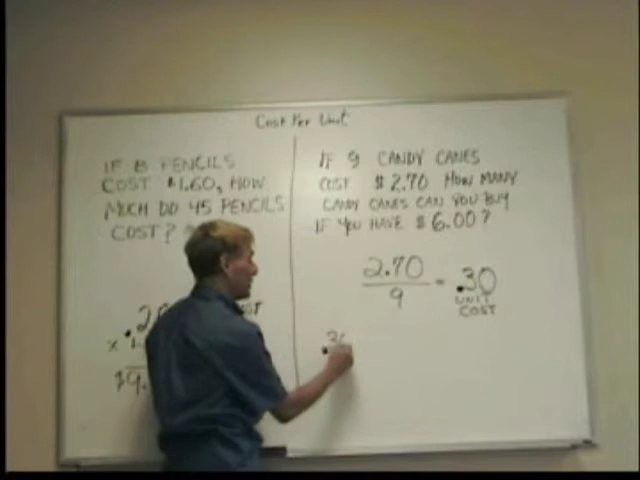 Cost Per Unit
IF 8 PENCILS
COST $1.60, HOW
MUCH DO 45 PENCILS
COST?
.20
x
$9.
IF 9 CANDY CANES
COST $2.70 HOW MANY
CANDY CANES CAN YOU BUY
IF YOU HAVE $6.00?
2.70
9
= .30
UNIT
COST